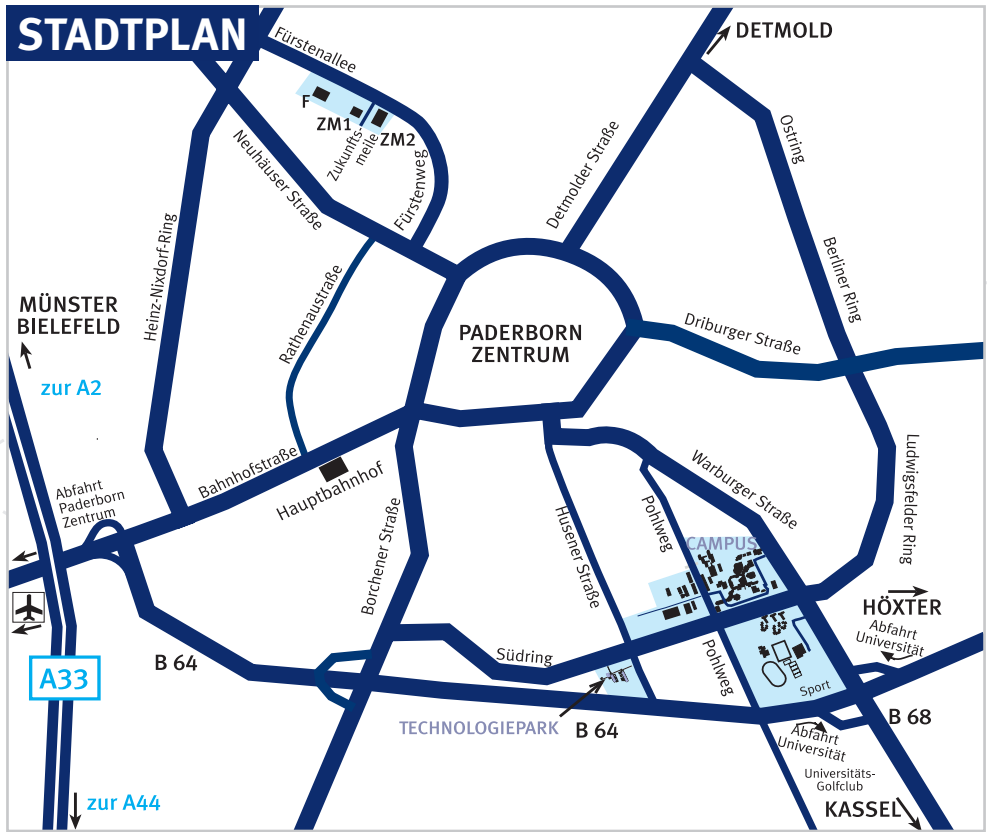 STADTPLAN
DETMOLD
Fürstenallee
F
ZM1
ZM2
Zukunfts-
meile
Fürstenweg
Neuhäuser Straße
Detmolder Straße
Ostring
Heinz-Nixdorf-Ring
Rathenaustraße
Berliner Ring
MÜNSTER
BIELEFELD
zur A2
PADERBORN
ZENTRUM
Driburger Straße
Abfahrt
Paderborn
Zentrum
Bahnhofstraße
Hauptbahnhof
Borchener Straße
Husener Straße
Pohlweg
Warburger Straße
Ludwigsfelder Ring
CAMPUS
HÖXTER
Abfahrt
Universität
A33
B 64
Südring
Pohlweg
Sport
TECHNOLOGIEPARK
B 64
B 68
Abfahrt
Universität
Universitäts-
Golfclub
KASSEL
zur A44